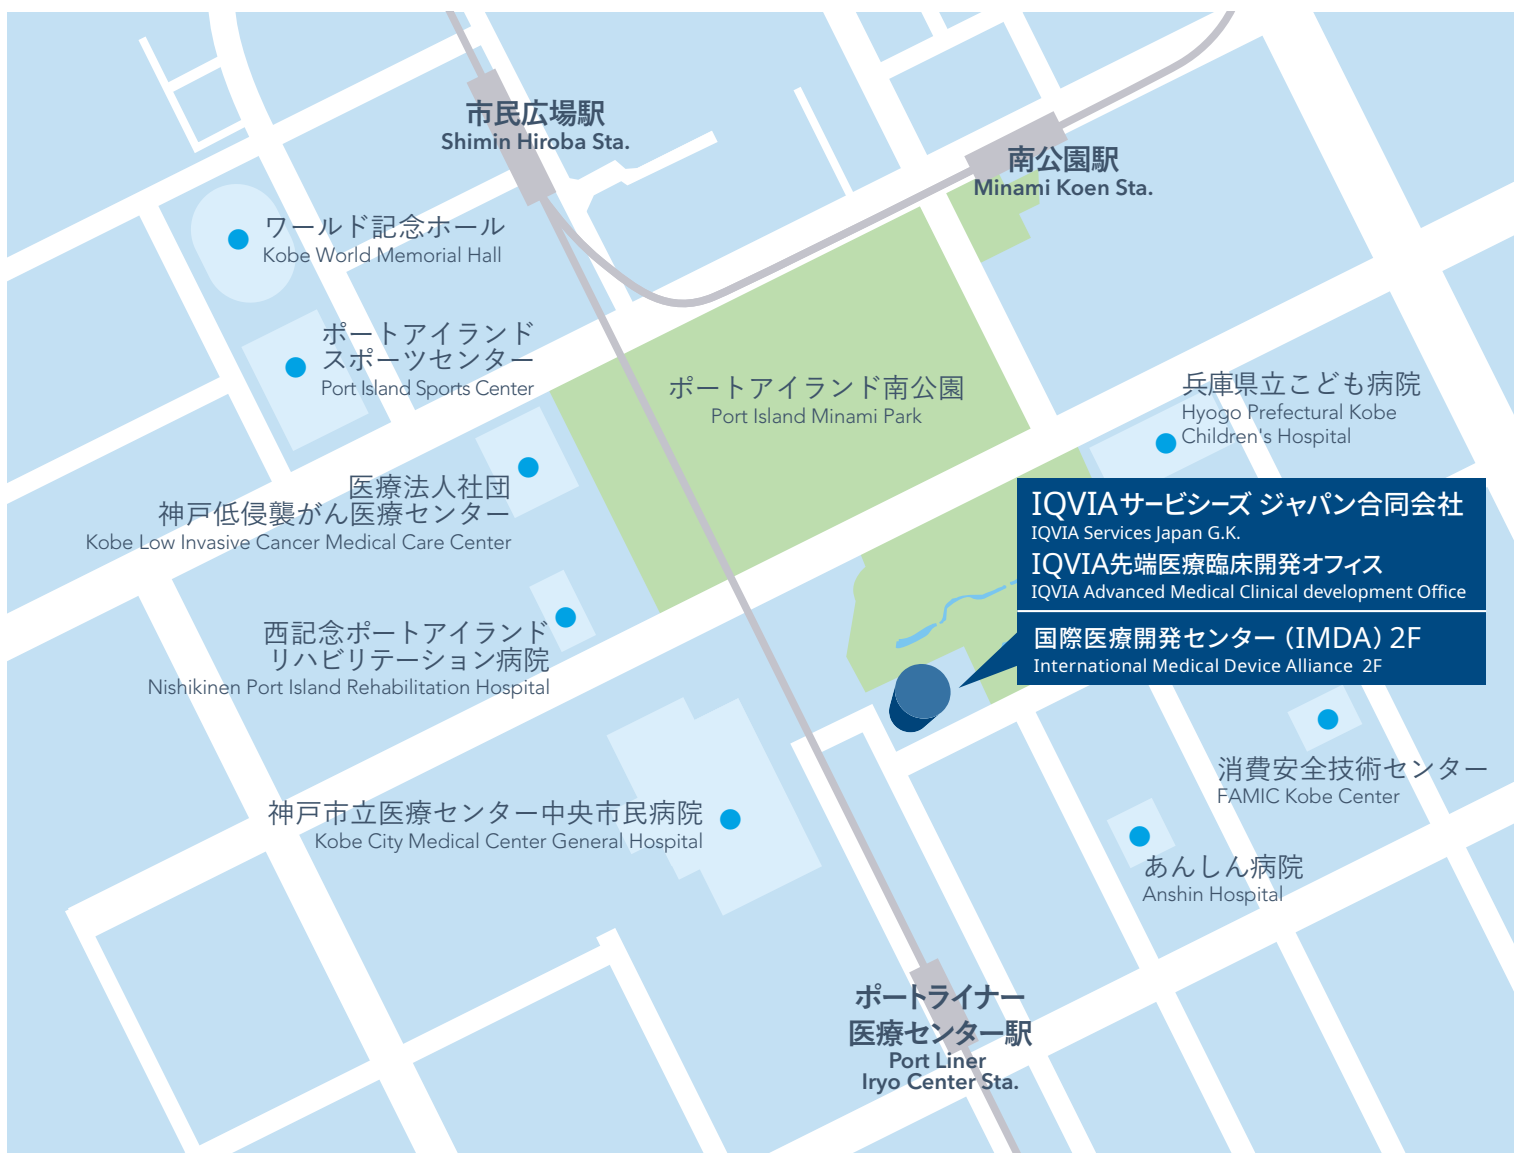 市民広場駅
Shimin Hiroba Sta.
南公園駅
Minami Koen Sta.
ワールド記念ホール
Kobe World Memorial Hall
ポートアイランド
スポーツセンター
Port Island Sports Center
ポートアイランド南公園
Port Island Minami Park
兵庫県立こども病院
Hyogo Prefectural Kobe
Children's Hospital
医療法人社団
神戸低侵襲がん医療センター
Kobe Low Invasive Cancer Medical Care Center
IQVIAサービシーズ ジャパン合同会社
IQVIA Services Japan G.K.
IQVIA先端医療臨床開発オフィス
IQVIA Advanced Medical Clinical development Office
国際医療開発センター（IMDA）2F
International Medical Device Alliance 2F
西記念ポートアイランド
リハビリテーション病院
Nishikinen Port Island Rehabilitation Hospital
消費安全技術センター
FAMIC Kobe Center
神戸市立医療センター中央市民病院
Kobe City Medical Center General Hospital
あんしん病院
Anshin Hospital
ポートライナー
医療センター駅
Port Liner
Iryo Center Sta.